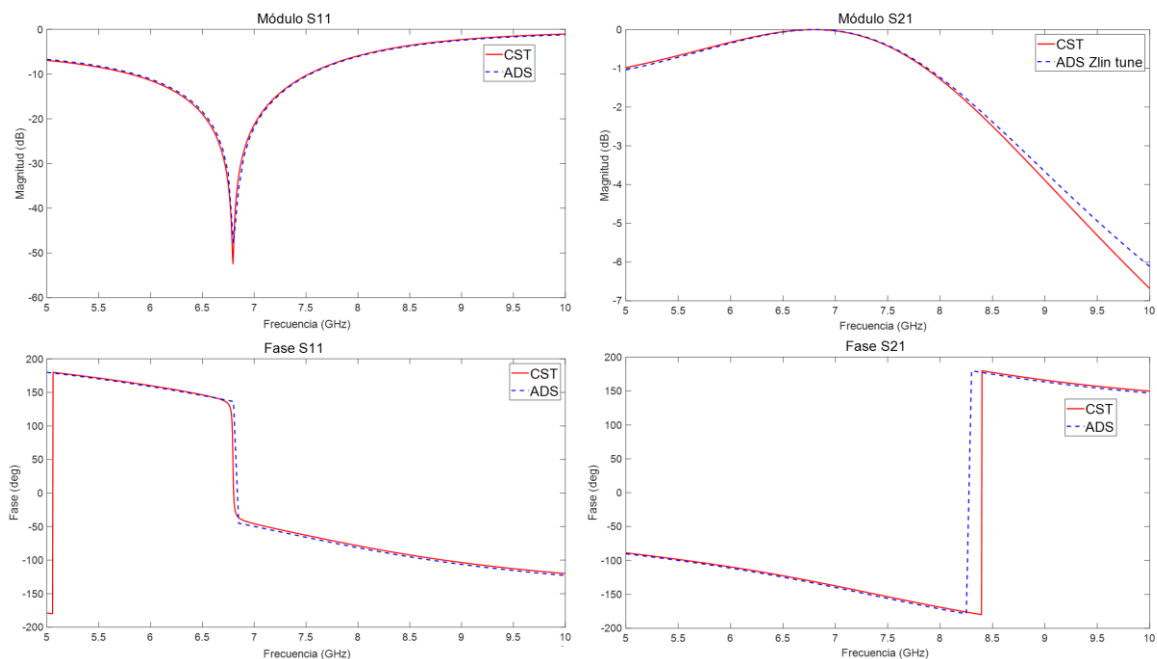 Módulo S11
0
-10
-20
-30
-40
-50
-60
Magnitud (dB)
5 5.5 6 6.5 7 7.5 8 8.5 9 9.5 10
Frecuencia (GHz)
CST
ADS
Módulo S21
0
-1
-2
-3
-4
-5
-6
-7
Magnitud (dB)
5 5.5 6 6.5 7 7.5 8 8.5 9 9.5 10
Frecuencia (GHz)
CST
ADS Zlin tune
Fase S11
200
150
100
50
0
-50
-100
-150
-200
Fase (deg)
5 5.5 6 6.5 7 7.5 8 8.5 9 9.5 10
Frecuencia (GHz)
CST
ADS
Fase S21
200
150
100
50
0
-50
-100
-150
-200
Fase (deg)
5 5.5 6 6.5 7 7.5 8 8.5 9 9.5 10
Frecuencia (GHz)
CST
ADS